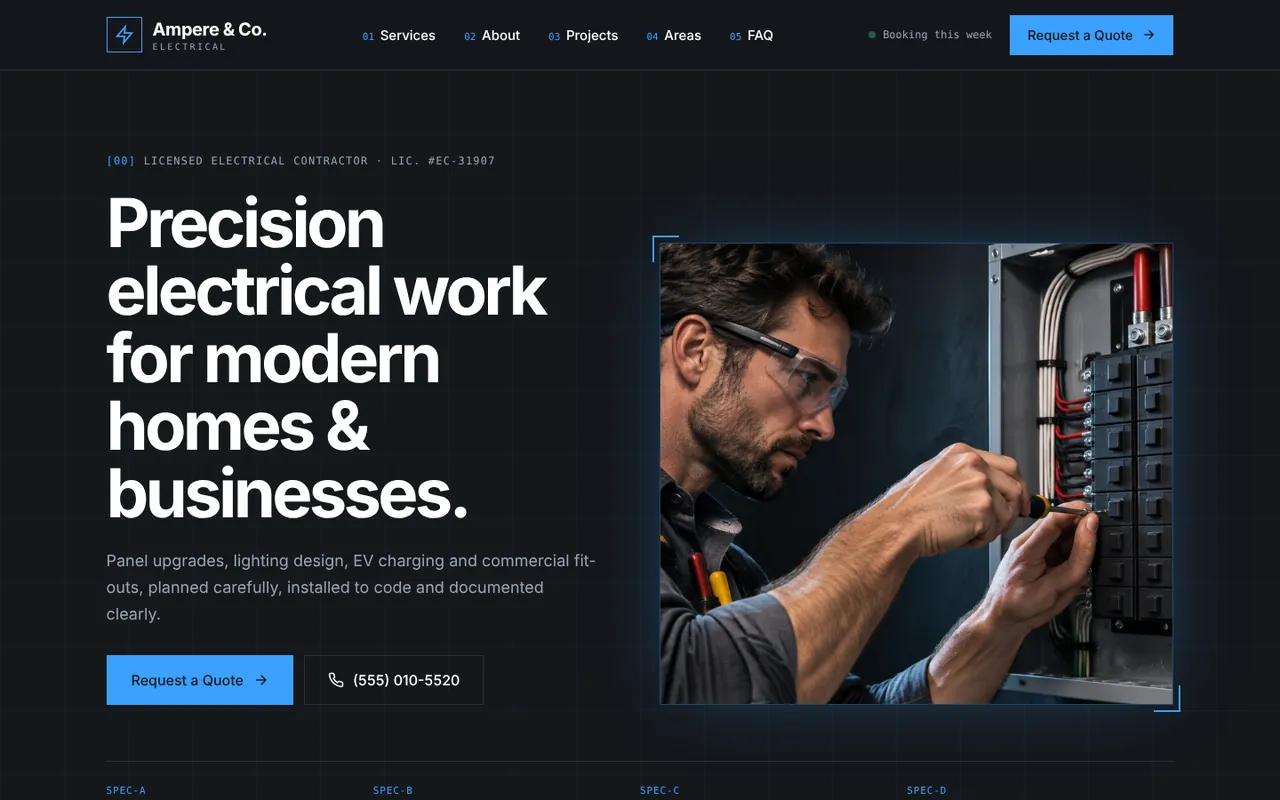 Ampere & Co.
ELECTRICAL
01 Services
02 About
03 Projects
04 Areas
05 FAQ
Booking this week
Request a Quote
[00] LICENSED ELECTRICAL CONTRACTOR · LIC. #EC-31907
Precision
electrical work
for modern
homes &
businesses.
Panel upgrades, lighting design, EV charging and commercial fit-
outs, planned carefully, installed to code and documented
clearly.
Request a Quote
(555) 010-5520
SPEC-A
SPEC-B
SPEC-C
SPEC-D